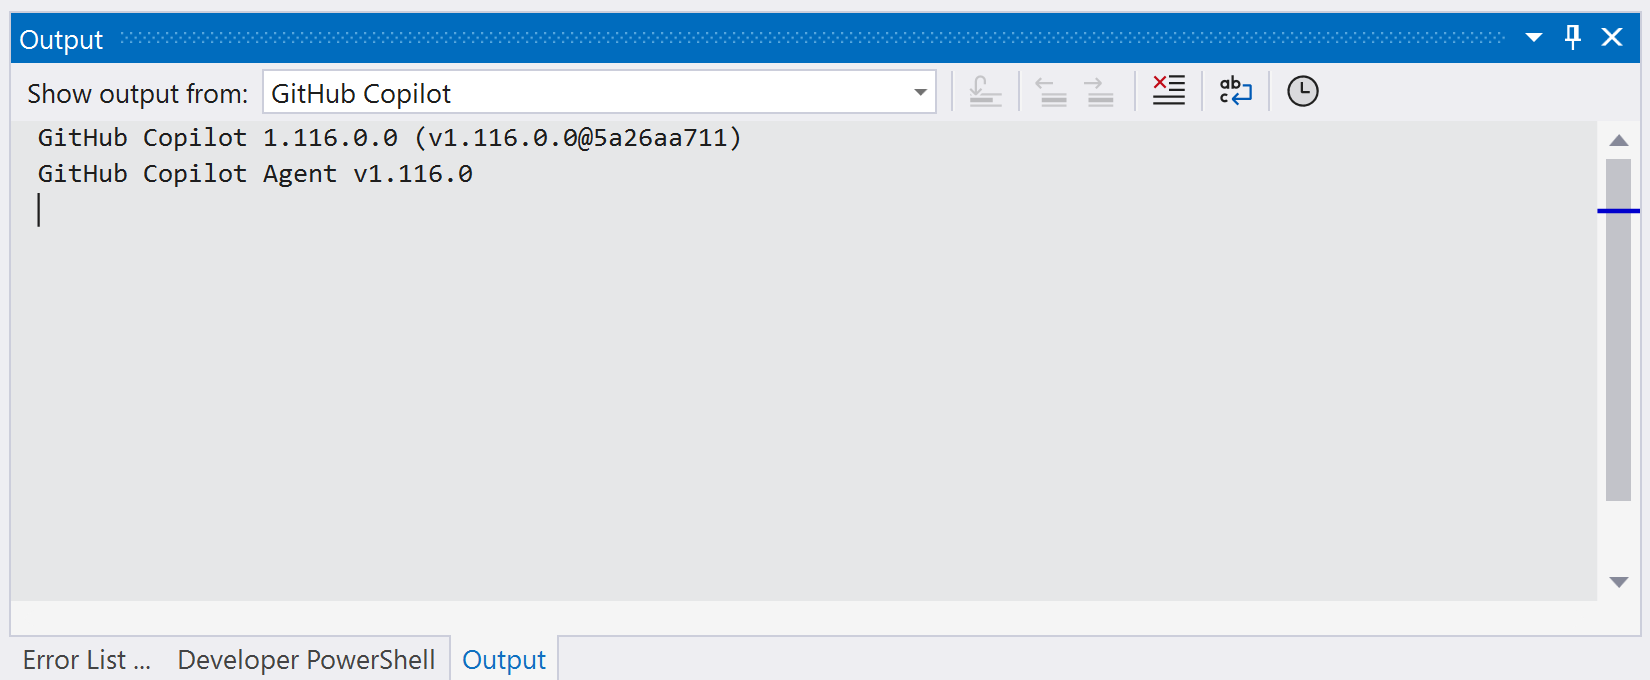 Output
Show output from: GitHub Copilot
ab
c
GitHub Copilot 1.116.0.0 (v1.116.0.0@5a26aa711)
GitHub Copilot Agent v1.116.0
Error List ... Developer PowerShell Output